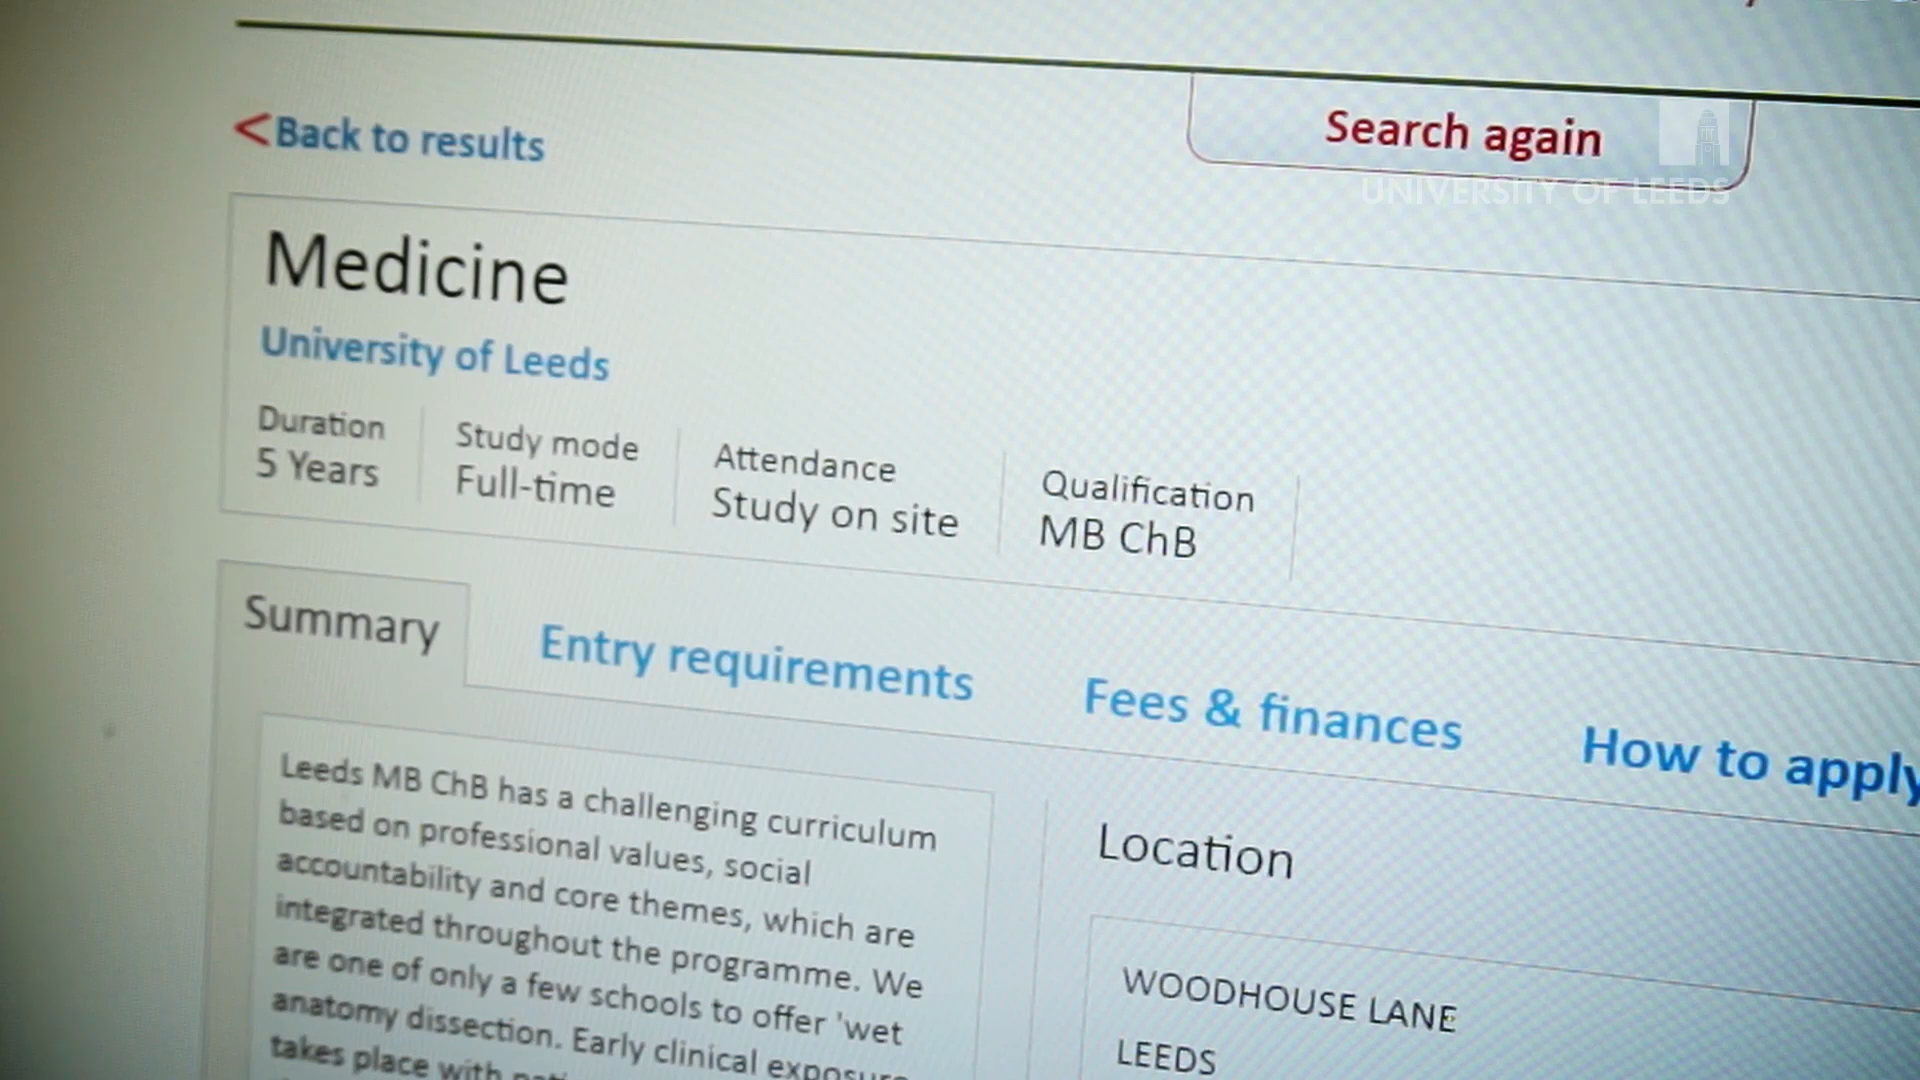 <Back to results
Search again
UNIVERSITY OF LEEDS
Medicine
University of Leeds
Duration
5 Years
Study mode
Full-time
Attendance
Study on site
Qualification
MB ChB
Summary
Entry requirements
Fees & finances
How to apply
Leeds MB ChB has a challenging curriculum
based on professional values, social
accountability and core themes, which are
integrated throughout the programme. We
are one of only a few schools to offer 'wet
anatomy dissection. Early clinical exposure
takes place with
Location
WOODHOUSE LANE
LEEDS